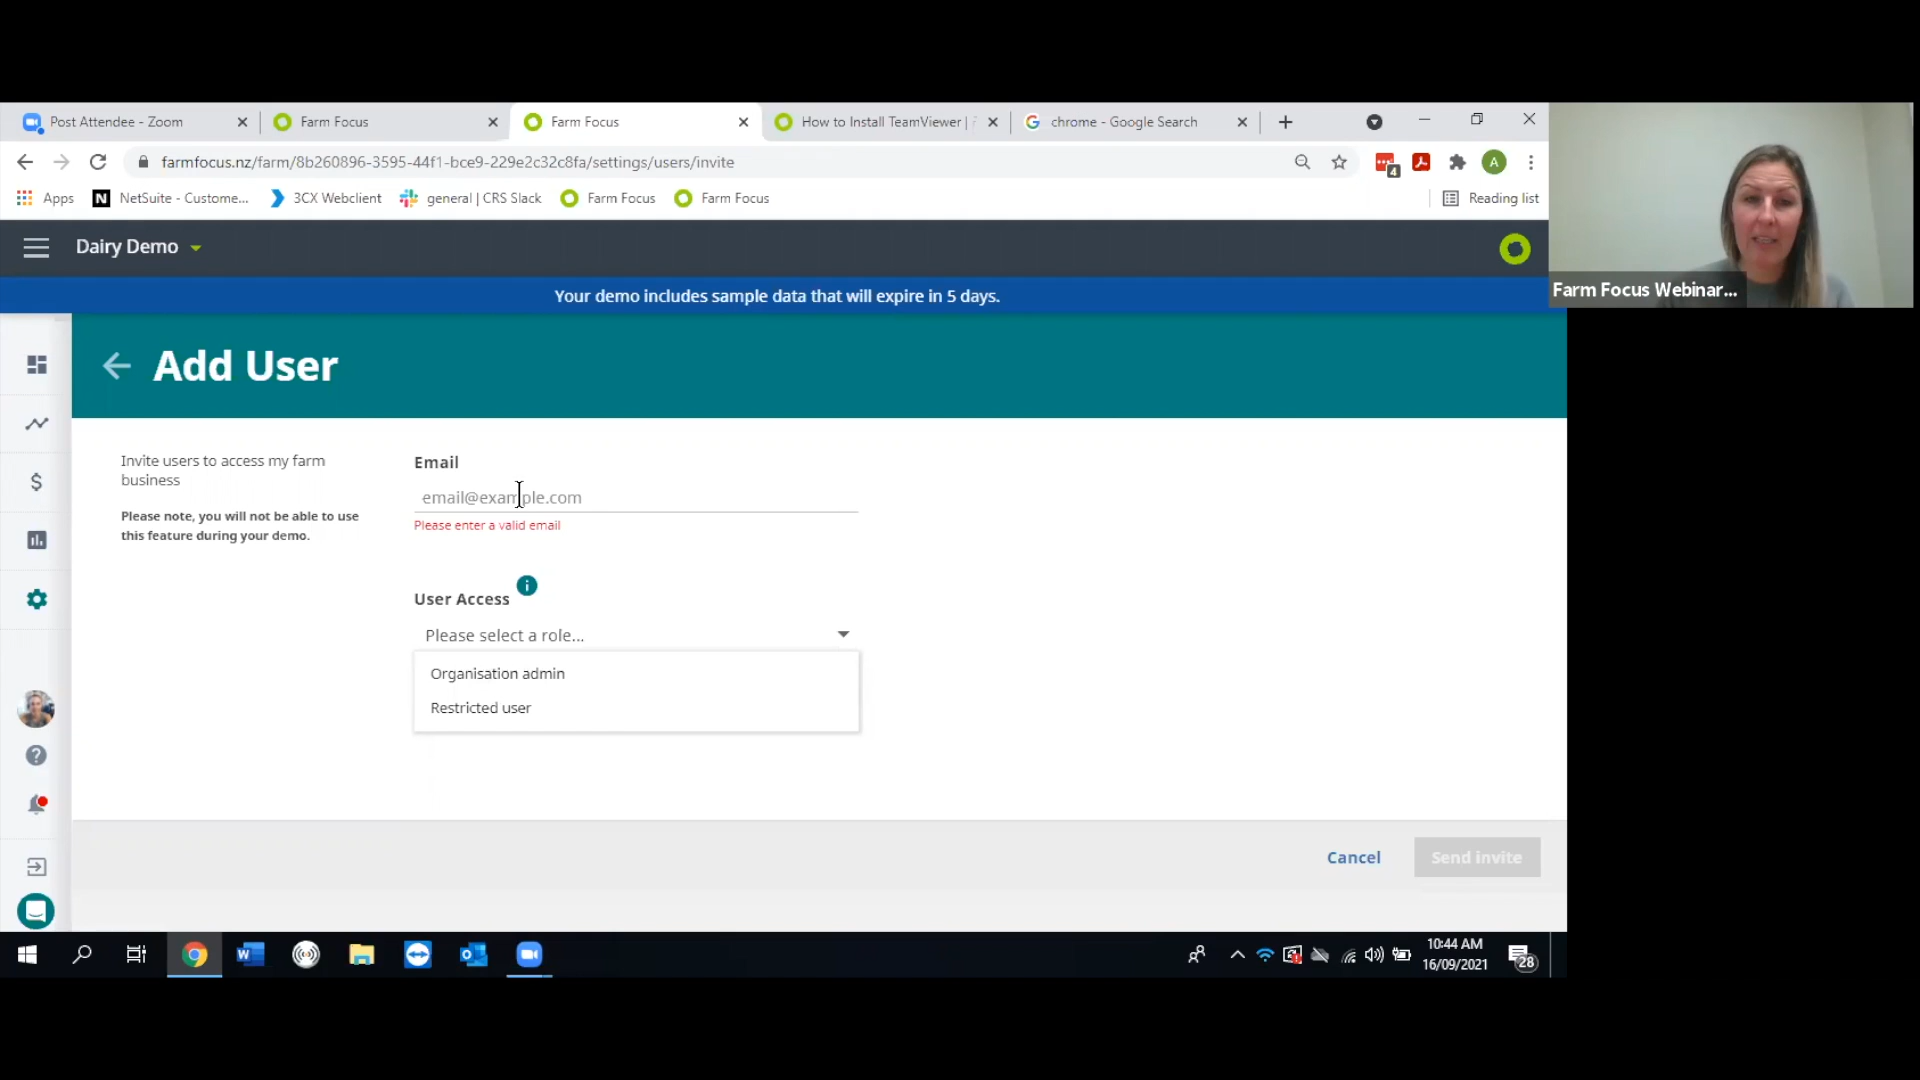 Post Attendee - Zoom
Farm Focus
Farm Focus
How to Install TeamViewer |
chrome - Google Search
farmfocus.nz/farm/8b260896-3595-44f1-bce9-229e2c32c8fa/settings/users/invite
4
A
Apps
N
NetSuite - Custome...
3CX Webclient
general | CRS Slack
Farm Focus
Farm Focus
Reading list
Dairy Demo
Farm Focus Webinar...
Your demo includes sample data that will expire in 5 days.
Add User
Invite users to access my farm
business
Please note, you will not be able to use
this feature during your demo.
Email
email@example.com
Please enter a valid email
User Access
i
Please select a role...
Organisation admin
Restricted user
Cancel
Send invite
10:44 AM
16/09/2021
28